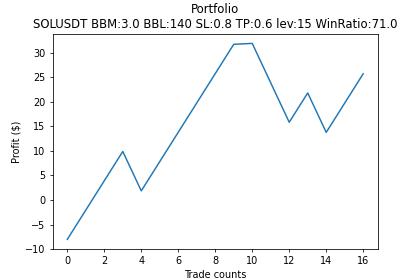 Portfolio
SOLUSDT BBM:3.0 BBL:140 SL:0.8 TP:0.6 lev:15 WinRatio:71.0
30
25
20
15
10
5
0
−5
−10
Profit ($)
0 2 4 6 8 10 12 14 16
Trade counts